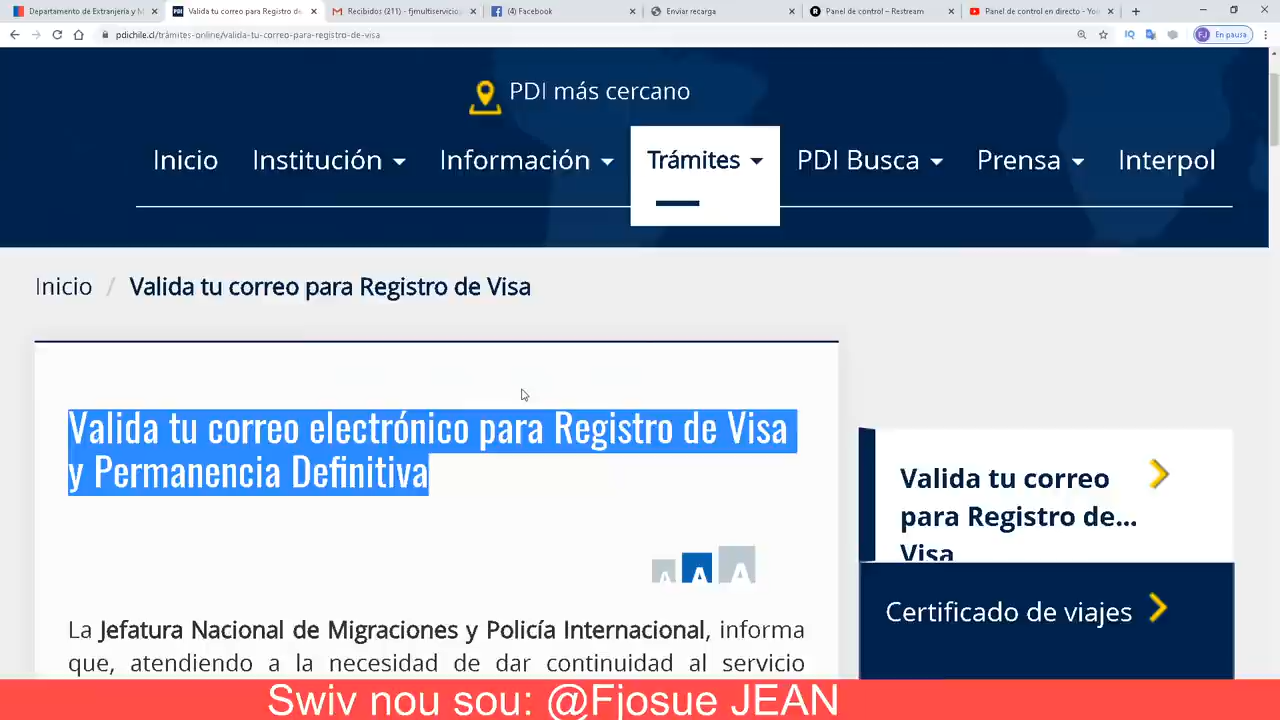 Departamento de Extranjería y M
Valida tu correo para Registro de
Recibidos (211) - fjmultiservicio
(4) Facebook
Enviar recarga
Panel de control – Restream
Panel de control en directo - You
pdichile.cl/trámites-online/valida-tu-correo-para-registro-de-visa
FJ En pausa
PDI más cercano
Inicio Institución Información Trámites PDI Busca Prensa Interpol
Inicio / Valida tu correo para Registro de Visa
Valida tu correo electrónico para Registro de Visa
y Permanencia Definitiva
A A A
Valida tu correo
para Registro de...
Visa
Certificado de viajes
La Jefatura Nacional de Migraciones y Policía Internacional, informa
que, atendiendo a la necesidad de dar continuidad al servicio
Swiv nou sou: @Fjosue JEAN